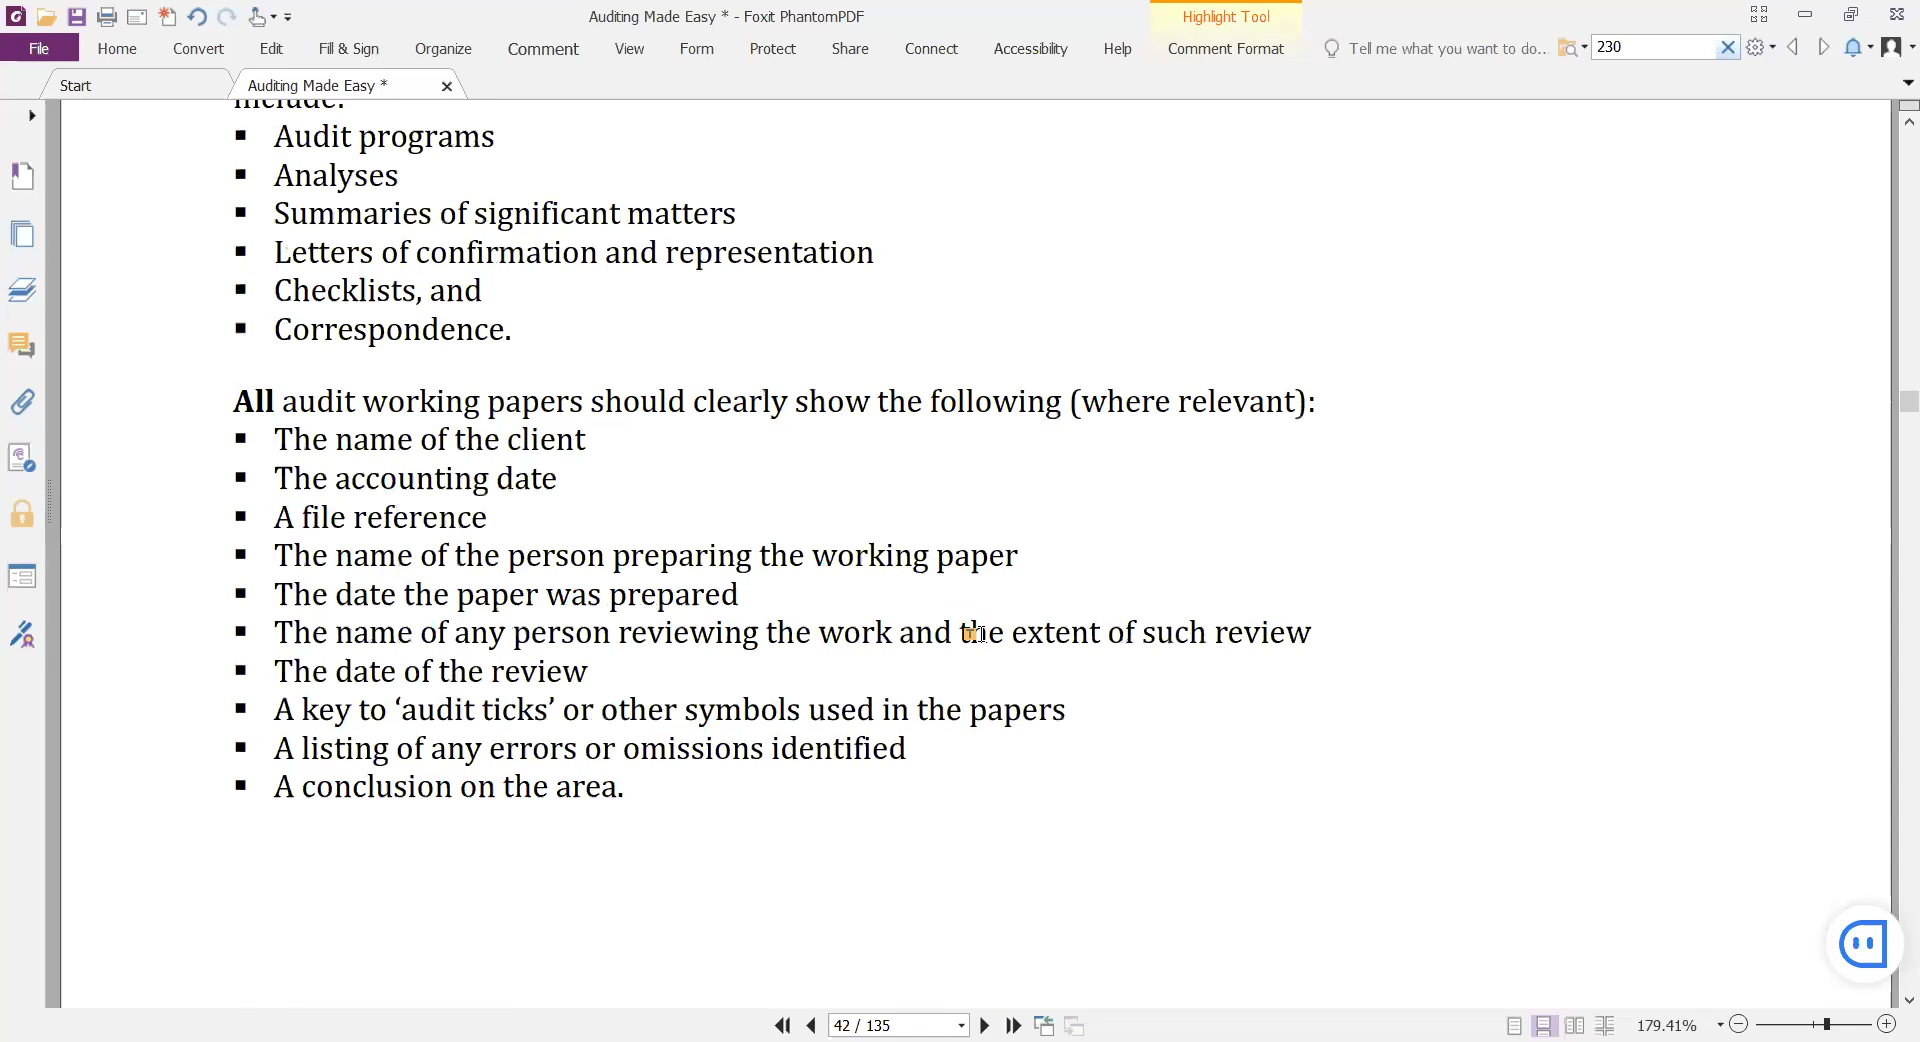 Auditing Made Easy * - Foxit PhantomPDF
Highlight Tool
File Home Convert Edit Fill & Sign Organize Comment View Form Protect Share Connect Accessibility Help Comment Format Tell me what you want to do... 230
Start Auditing Made Easy *
include:
▪ Audit programs
▪ Analyses
▪ Summaries of significant matters
▪ Letters of confirmation and representation
▪ Checklists, and
▪ Correspondence.
All audit working papers should clearly show the following (where relevant):
▪ The name of the client
▪ The accounting date
▪ A file reference
▪ The name of the person preparing the working paper
▪ The date the paper was prepared
▪ The name of any person reviewing the work and the extent of such review
▪ The date of the review
▪ A key to ‘audit ticks’ or other symbols used in the papers
▪ A listing of any errors or omissions identified
▪ A conclusion on the area.
42 / 135 179.41%